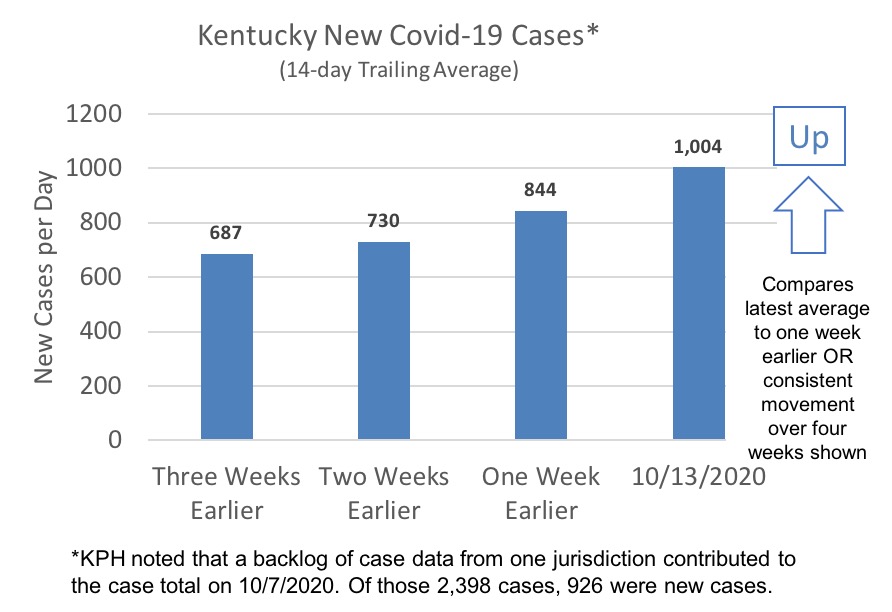 Kentucky New Covid-19 Cases*
(14-day Trailing Average)
New Cases per Day
1200
1000
800
600
400
200
0
687
730
844
1,004
Three Weeks
Earlier
Two Weeks
Earlier
One Week
Earlier
10/13/2020
Up
Compares
latest average
to one week
earlier OR
consistent
movement
over four
weeks shown
*KPH noted that a backlog of case data from one jurisdiction contributed to
the case total on 10/7/2020. Of those 2,398 cases, 926 were new cases.